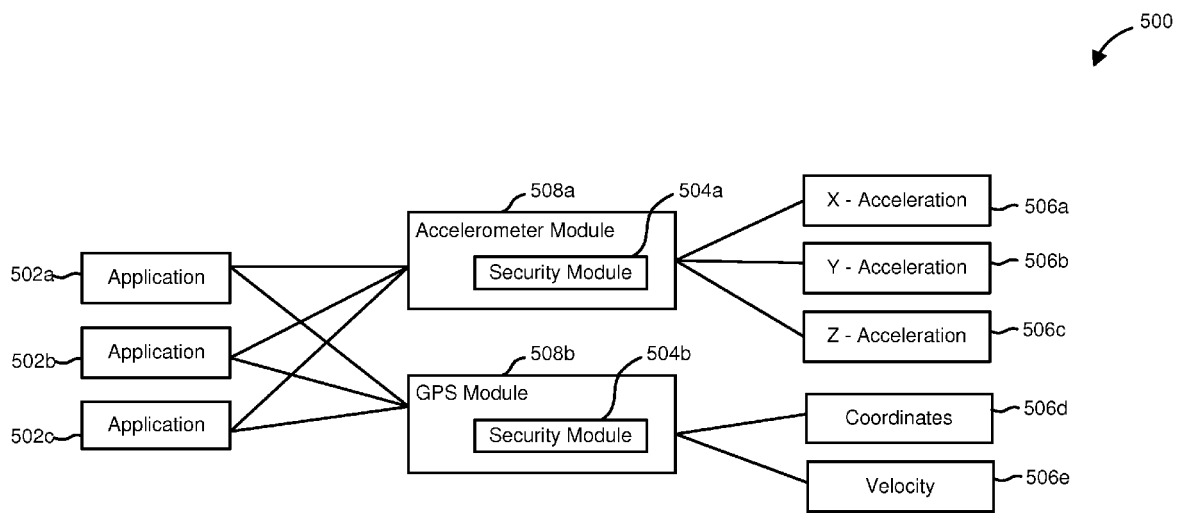 500
508a
504a
X - Acceleration
506a
Accelerometer Module
502a
Application
Security Module
Y - Acceleration
506b
502b
Application
Z - Acceleration
506c
508b
504b
GPS Module
502c
Application
Security Module
Coordinates
506d
Velocity
506e